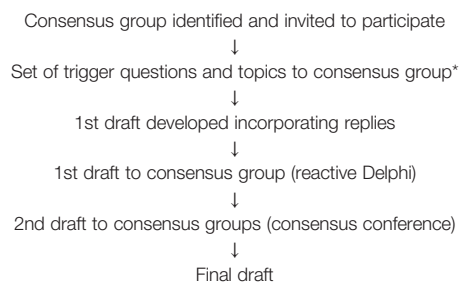 Consensus group identified and invited to participate
↓
Set of trigger questions and topics to consensus group*
↓
1st draft developed incorporating replies
↓
1st draft to consensus group (reactive Delphi)
↓
2nd draft to consensus groups (consensus conference)
↓
Final draft